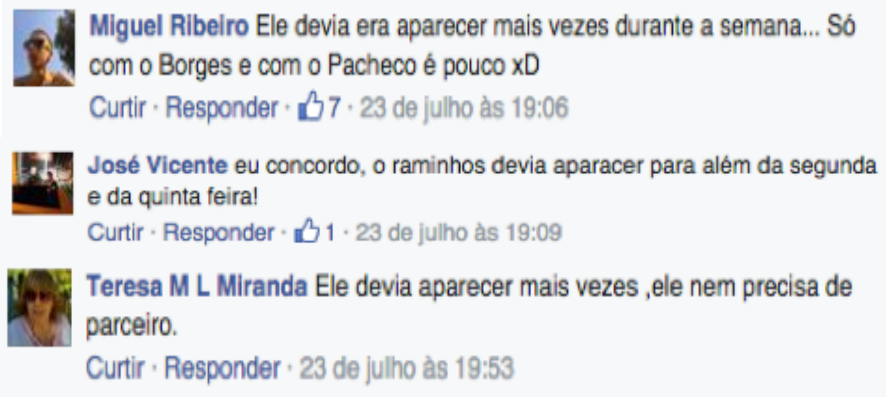 Miguel Ribeiro Ele devia era aparecer mais vezes durante a semana... Só
com o Borges e com o Pacheco é pouco xD
Curtir · Responder · 7 · 23 de julho às 19:06
José Vicente eu concordo, o raminhos devia aparacer para além da segunda
e da quinta feira!
Curtir · Responder · 1 · 23 de julho às 19:09
Teresa M L Miranda Ele devia aparecer mais vezes ,ele nem precisa de
parceiro.
Curtir · Responder · 23 de julho às 19:53